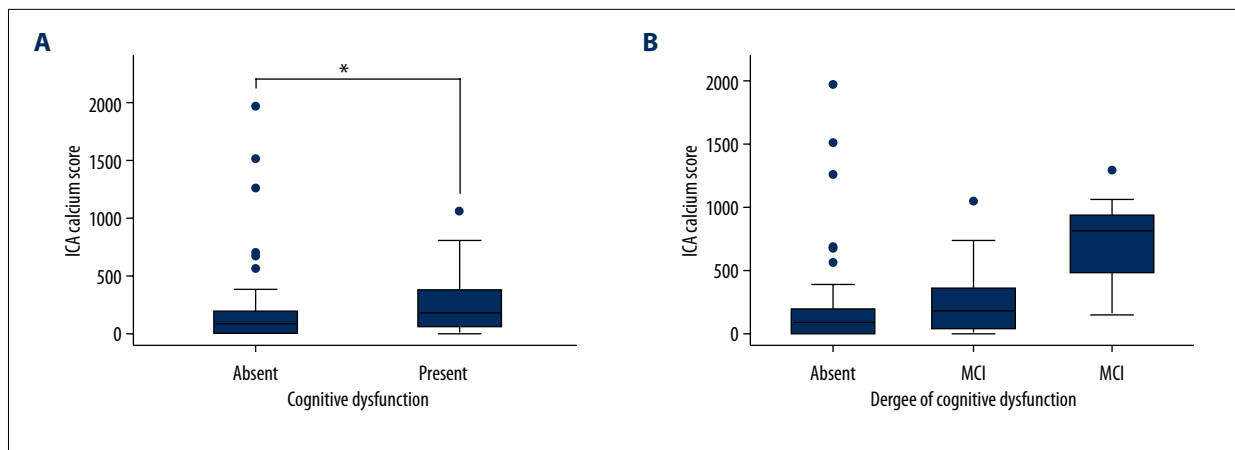 A
*
ICA calcium score
2000
1500
1000
500
0
Absent Present
Cognitive dysfunction
B
ICA calcium score
2000
1500
1000
500
0
Absent MCI MCI
Dergee of cognitive dysfunction